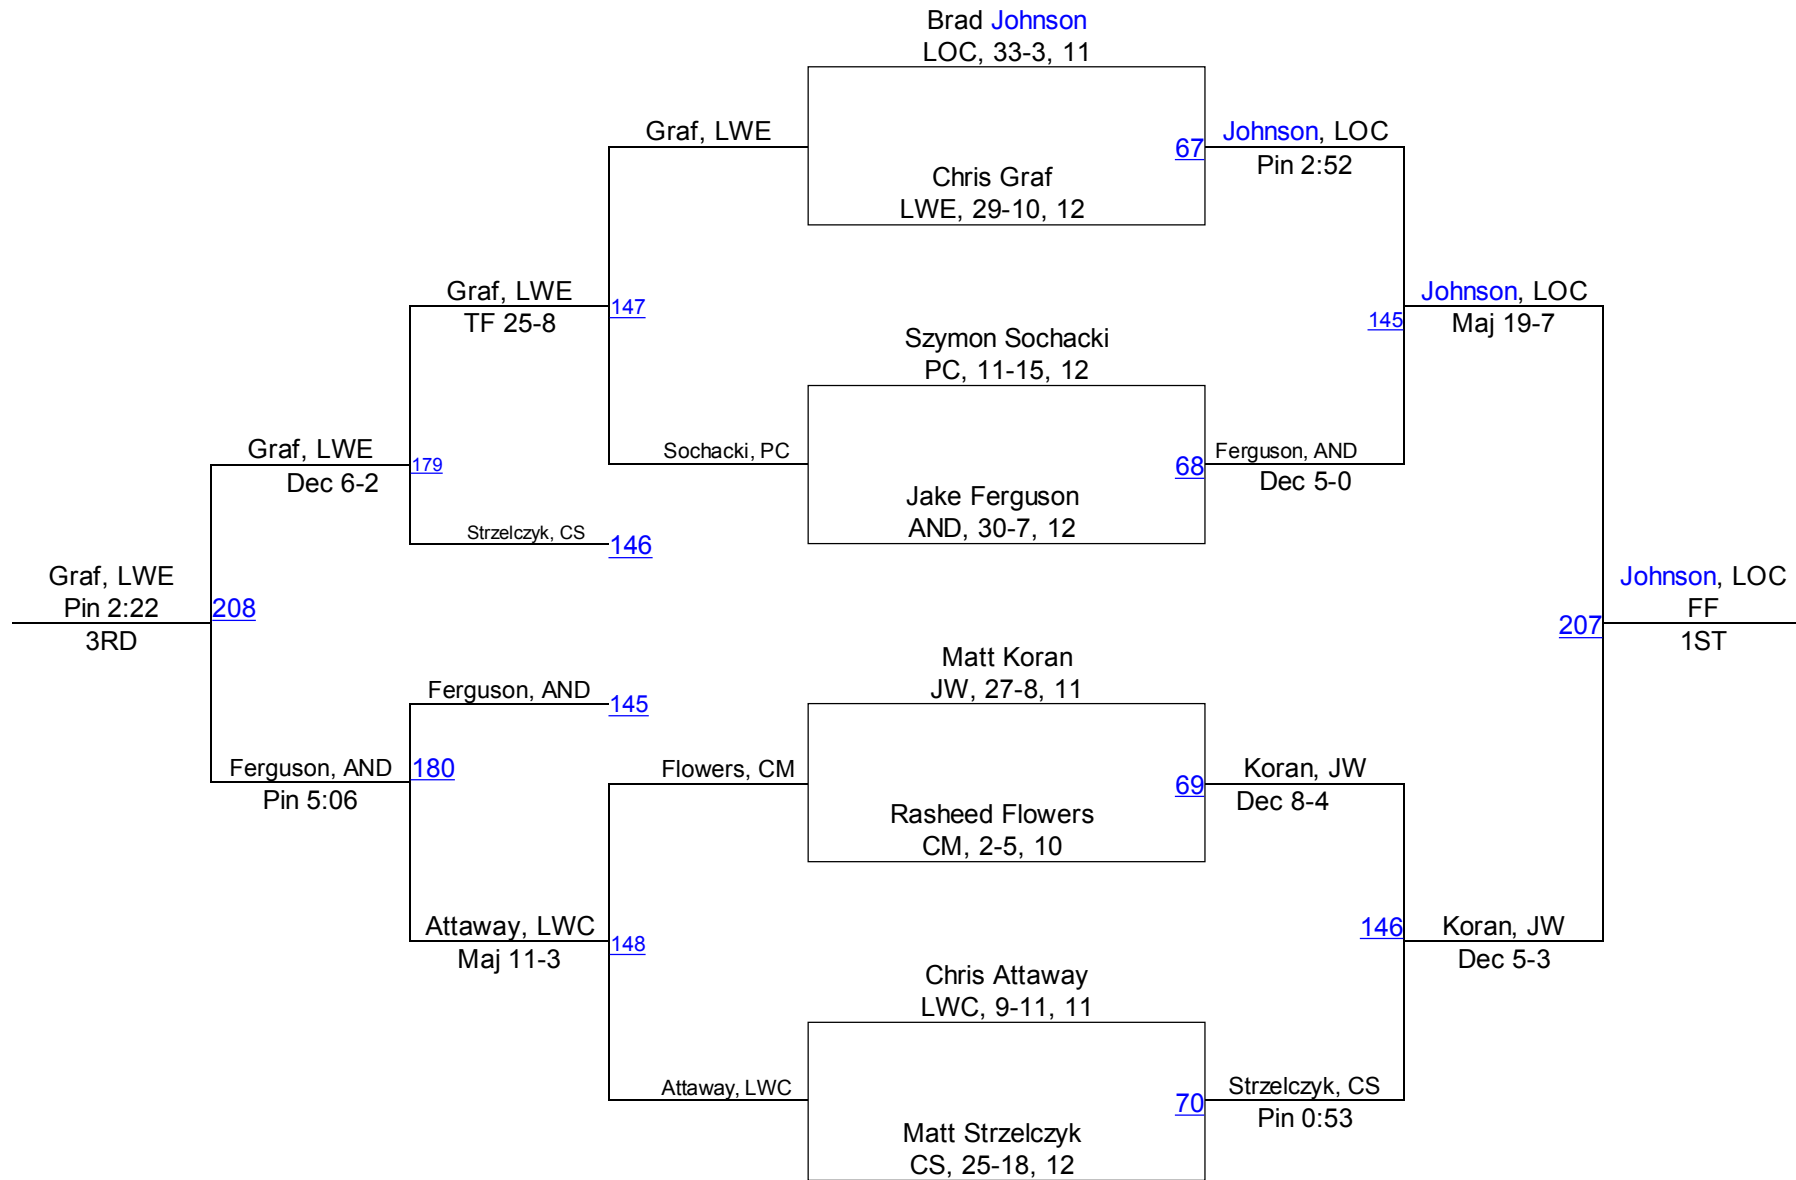 Brad Johnson
LOC, 33-3, 11
Graf, LWE
67
Johnson, LOC
Pin 2:52
Chris Graf
LWE, 29-10, 12
Graf, LWE
TF 25-8
147
145
Johnson, LOC
Maj 19-7
Szymon Sochacki
PC, 11-15, 12
Graf, LWE
Dec 6-2
179
Sochacki, PC
68
Ferguson, AND
Dec 5-0
Jake Ferguson
AND, 30-7, 12
Strzelczyk, CS
146
Graf, LWE
Pin 2:22
3RD
208
Johnson, LOC
FF
1ST
207
Matt Koran
JW, 27-8, 11
Ferguson, AND
145
Ferguson, AND
Pin 5:06
180
Flowers, CM
69
Koran, JW
Dec 8-4
Rasheed Flowers
CM, 2-5, 10
Attaway, LWC
Maj 11-3
148
146
Koran, JW
Dec 5-3
Chris Attaway
LWC, 9-11, 11
Attaway, LWC
70
Strzelczyk, CS
Pin 0:53
Matt Strzelczyk
CS, 25-18, 12